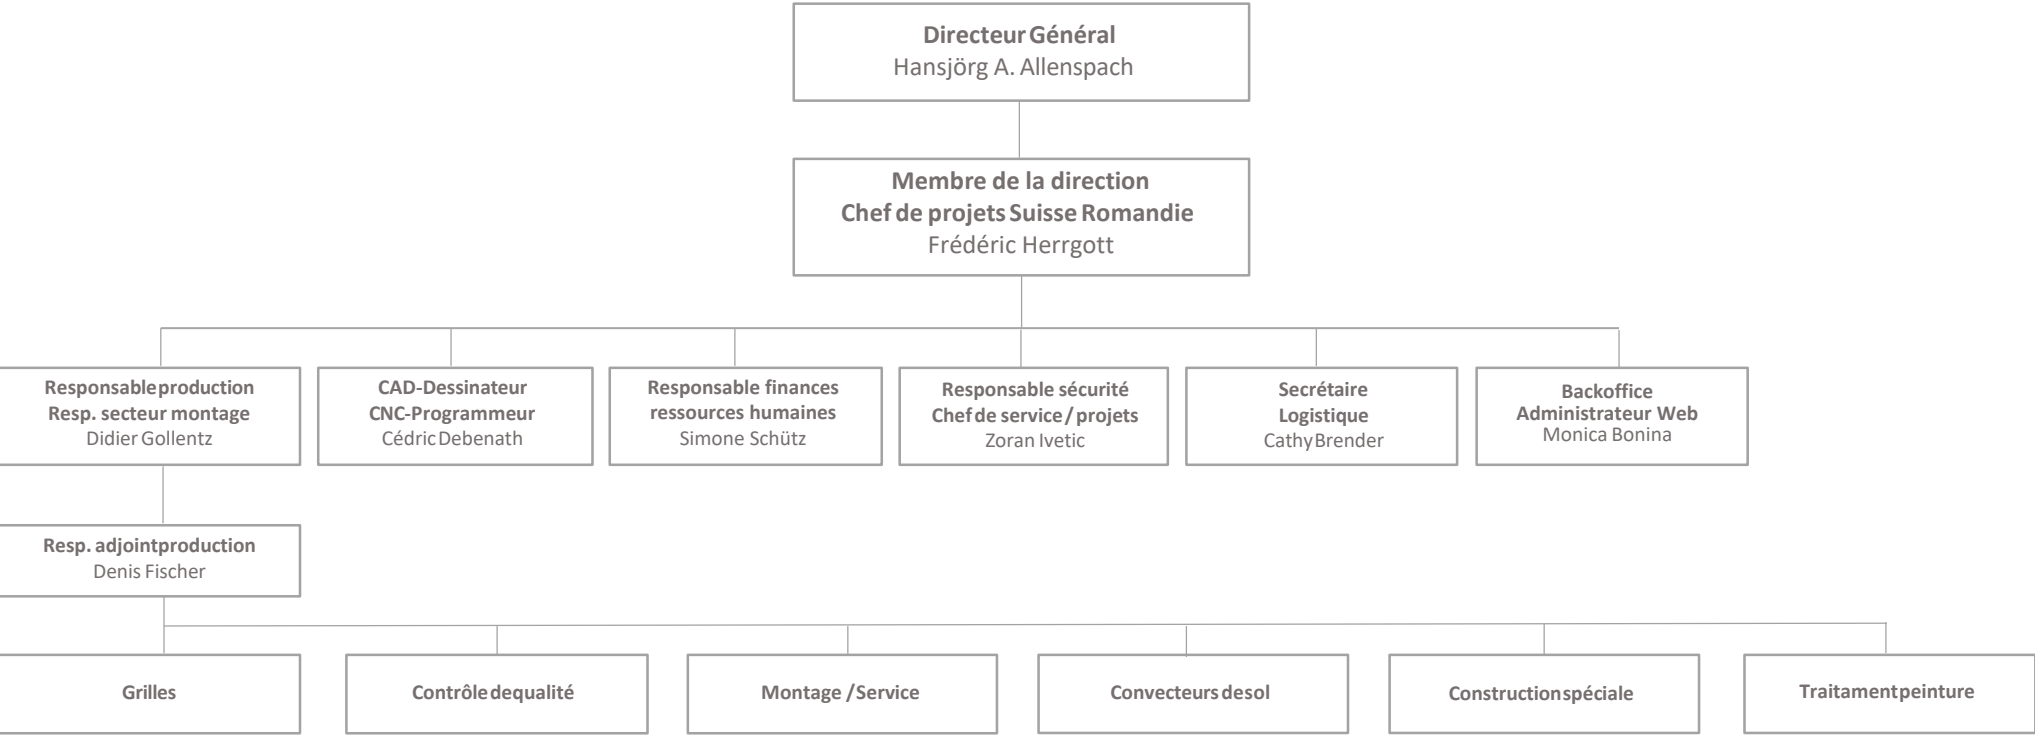 Directeur Général
Hansjörg A. Allenspach
Membre de la direction
Chef de projets Suisse Romandie
Frédéric Herrgott
Responsable production
Resp. secteur montage
Didier Gollentz
CAD-Dessinateur
CNC-Programmeur
Cédric Debenath
Responsable finances
ressources humaines
Simone Schütz
Responsable sécurité
Chef de service / projets
Zoran Ivetic
Secrétaire
Logistique
Cathy Brender
Backoffice
Administrateur Web
Monica Bonina
Resp. adjoint production
Denis Fischer
Grilles
Contrôle de qualité
Montage / Service
Convecteurs de sol
Construction spéciale
Traitament peinture